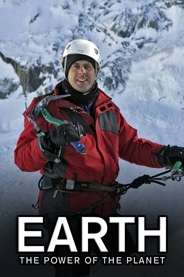 EARTH
THE POWER OF THE PLANET